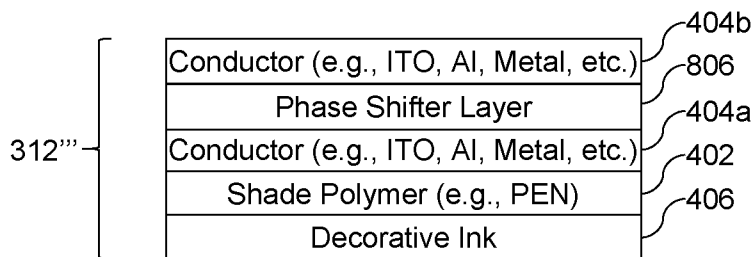 Conductor (e.g., ITO, Al, Metal, etc.) 404b
Phase Shifter Layer 806
312''' Conductor (e.g., ITO, Al, Metal, etc.) 404a
Shade Polymer (e.g., PEN) 402
Decorative Ink 406